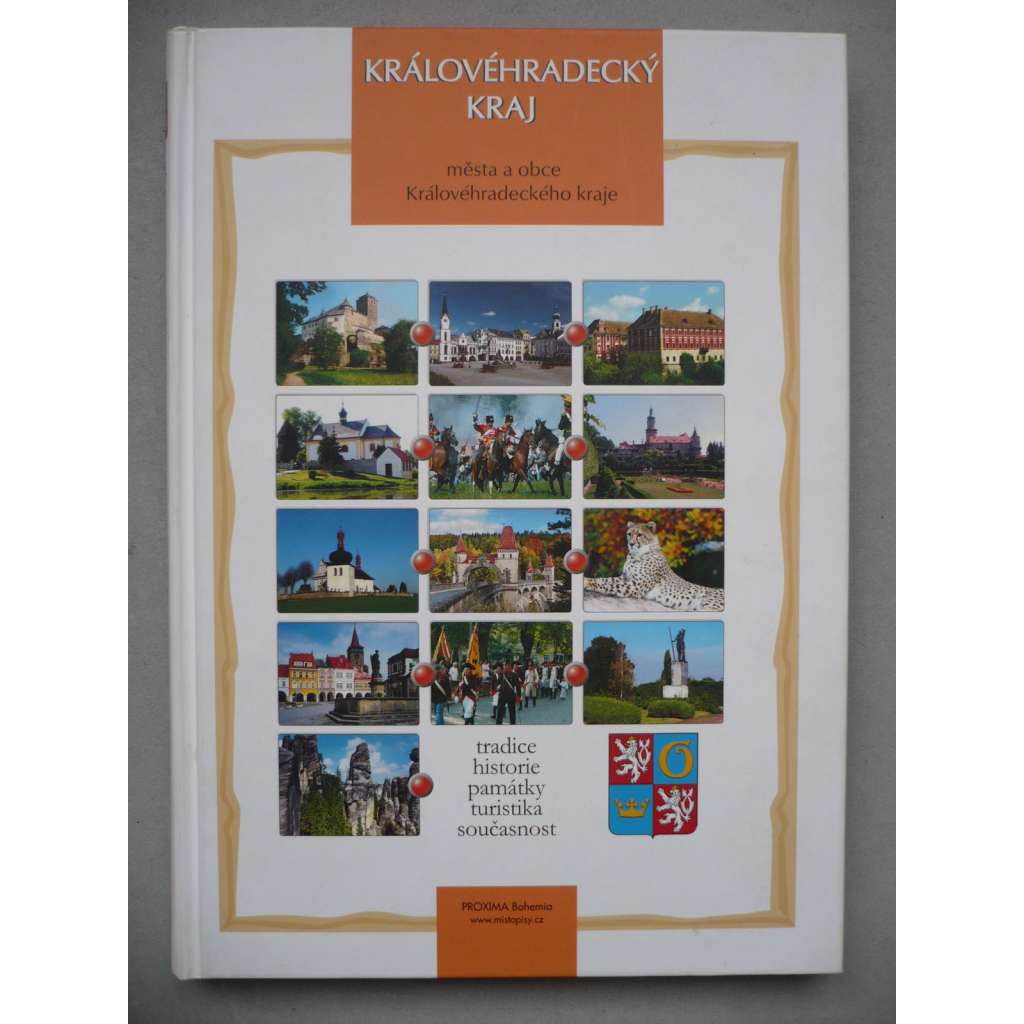 KRÁLOVÉHRADECKÝ
KRAJ
města a obce
Královéhradeckého kraje
tradice
historie
památky
turistika
současnost
PROXIMA Bohemia
www.mistopisy.cz